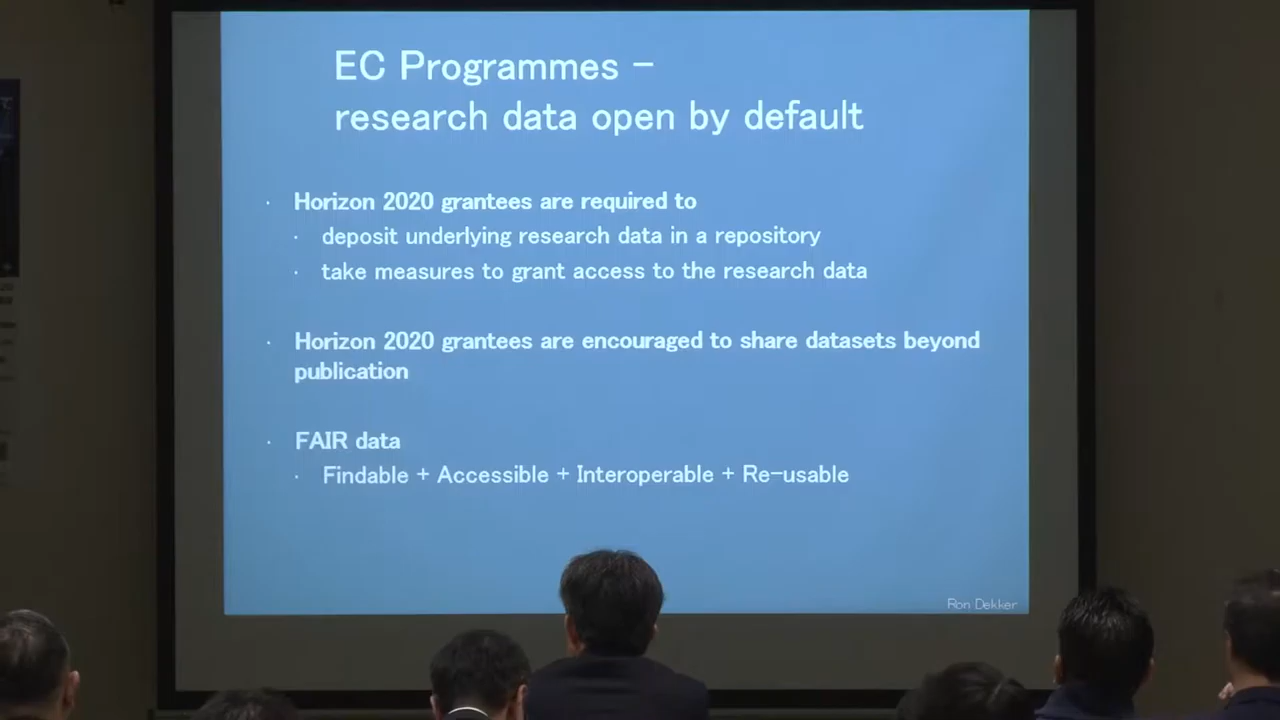 EC Programmes –
research data open by default
· Horizon 2020 grantees are required to
· deposit underlying research data in a repository
· take measures to grant access to the research data
· Horizon 2020 grantees are encouraged to share datasets beyond
publication
· FAIR data
· Findable + Accessible + Interoperable + Re-usable
Ron Dekker